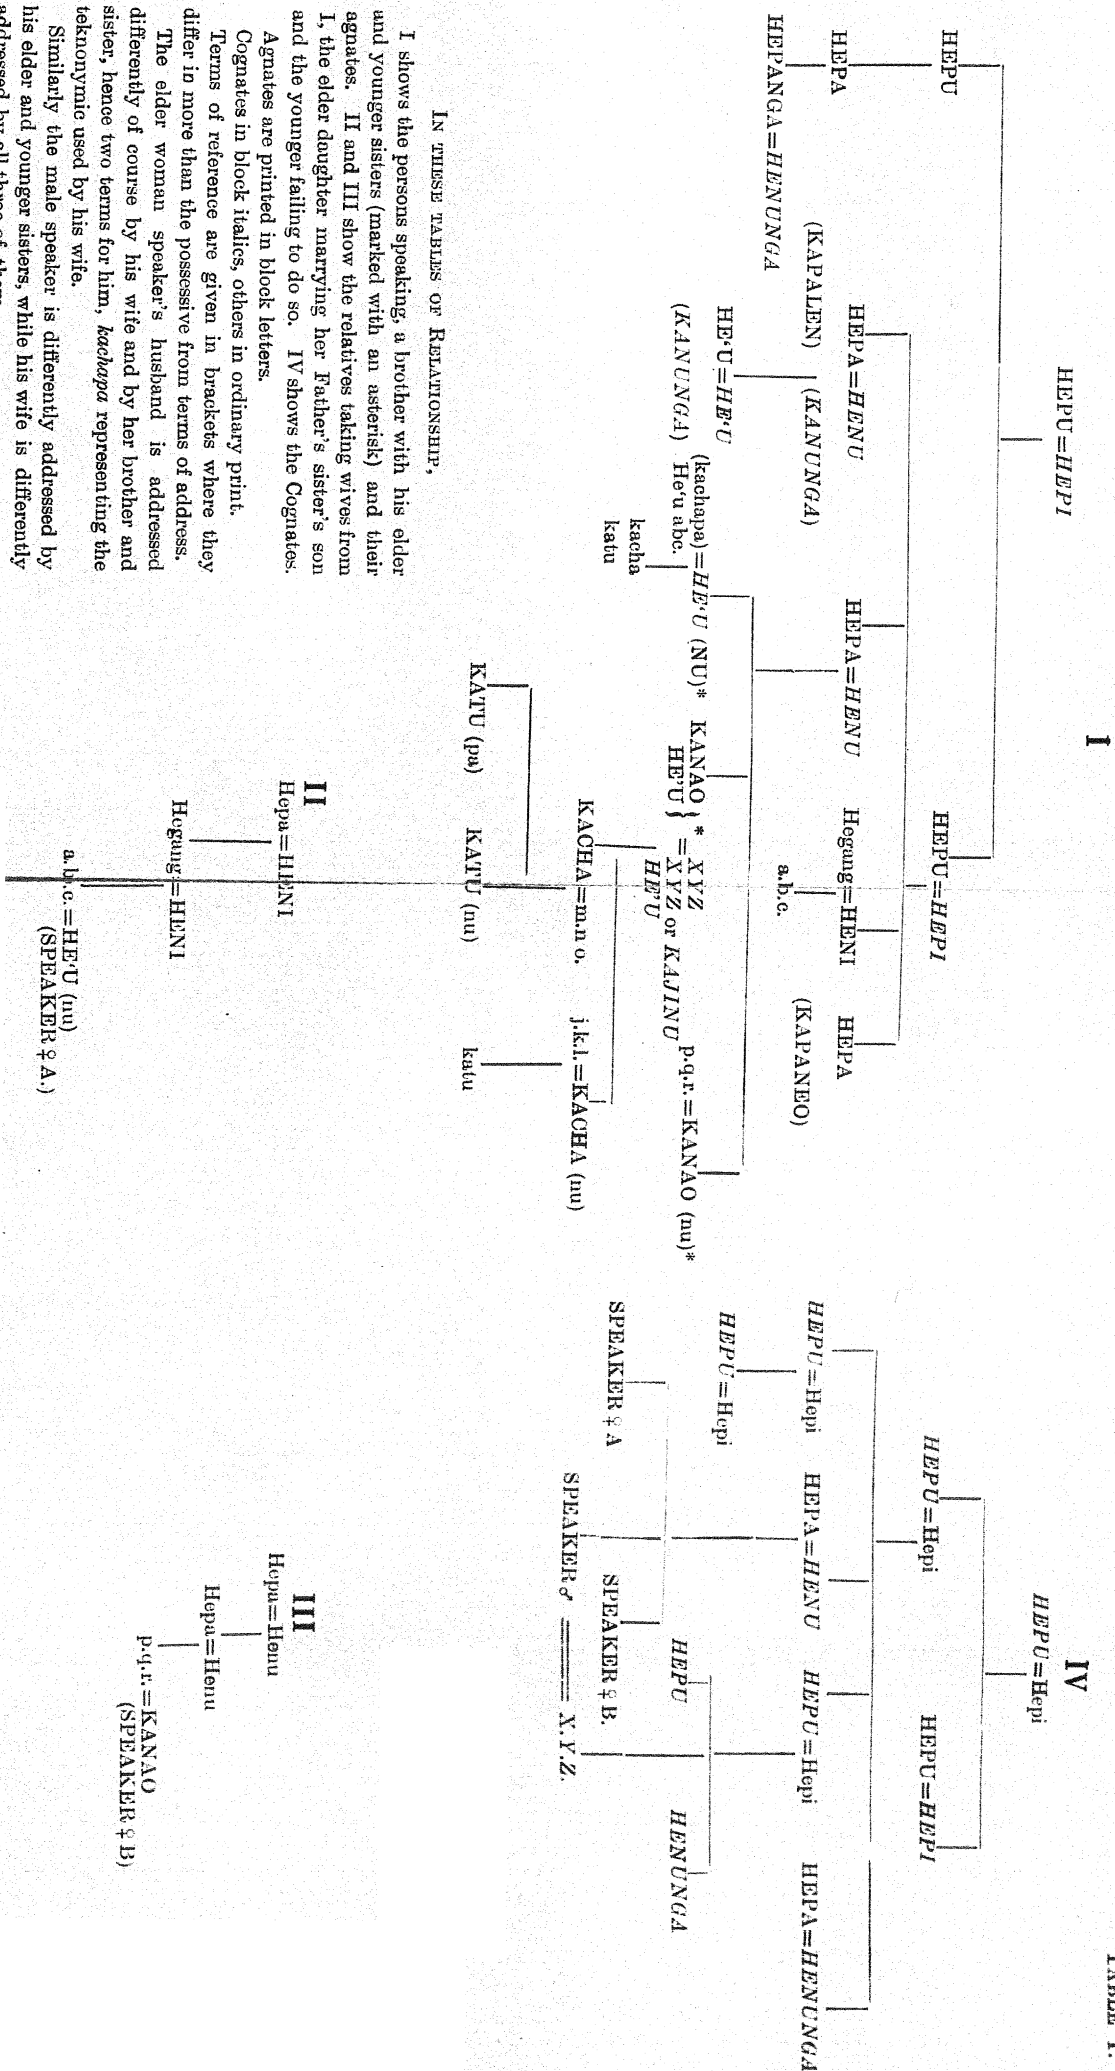 TABLE 1.
I
HEPU=HEPI
HEPU HEPU=HEPI
HEPA HEPA=HENU HEPA=HENU Hegang=HENI HEPA
(KAPALEN) (KANUNGA) a.b.c. (KAPANEO)
HEPANGA=HENUNGA
HE'U=HE'U (kachapa)=HE'U (NU)* KANAO } * XYZ p.q.r.=KANAO (nu)*
(KANUNGA) He'u abc. HE'U } = XYZ or KAJINU
HE'U
kacha
katu
KACHA=m.n o. j.k.l.=KACHA (nu)
KATU (pa) KATU (nu) katu
II
Hepa=HENI
Hegang=HENI
a.b.c.=HE'U (nu)
(SPEAKER ♀ A.)
IV
HEPU=Hepi
HEPU=Hepi HEPU=HEPI
HEPU=Hepi HEPA=HENU HEPU=Hepi HEPA=HENUNGA
HEPU=Hepi HEPU HENUNGA
SPEAKER ♀ A SPEAKER ♀ B.
SPEAKER ♂ = X.Y.Z.
III
Hepa=Henu
Hepa=Henu
p.q.r.=KANAO
(SPEAKER ♀ B)
IN THESE TABLES OF RELATIONSHIP,
I shows the persons speaking, a brother with his elder
and younger sisters (marked with an asterisk) and their
agnates. II and III show the relatives taking wives from
I, the elder daughter marrying her Father's sister's son
and the younger failing to do so. IV shows the Cognates.
Agnates are printed in block letters.
Cognates in block italics, others in ordinary print.
Terms of reference are given in brackets where they
differ in more than the possessive from terms of address.
The elder woman speaker's husband is addressed
differently of course by his wife and by her brother and
sister, hence two terms for him, kachapa representing the
teknonymic used by his wife.
Similarly the male speaker is differently addressed by
his elder and younger sisters, while his wife is differently
addressed by all three of them.